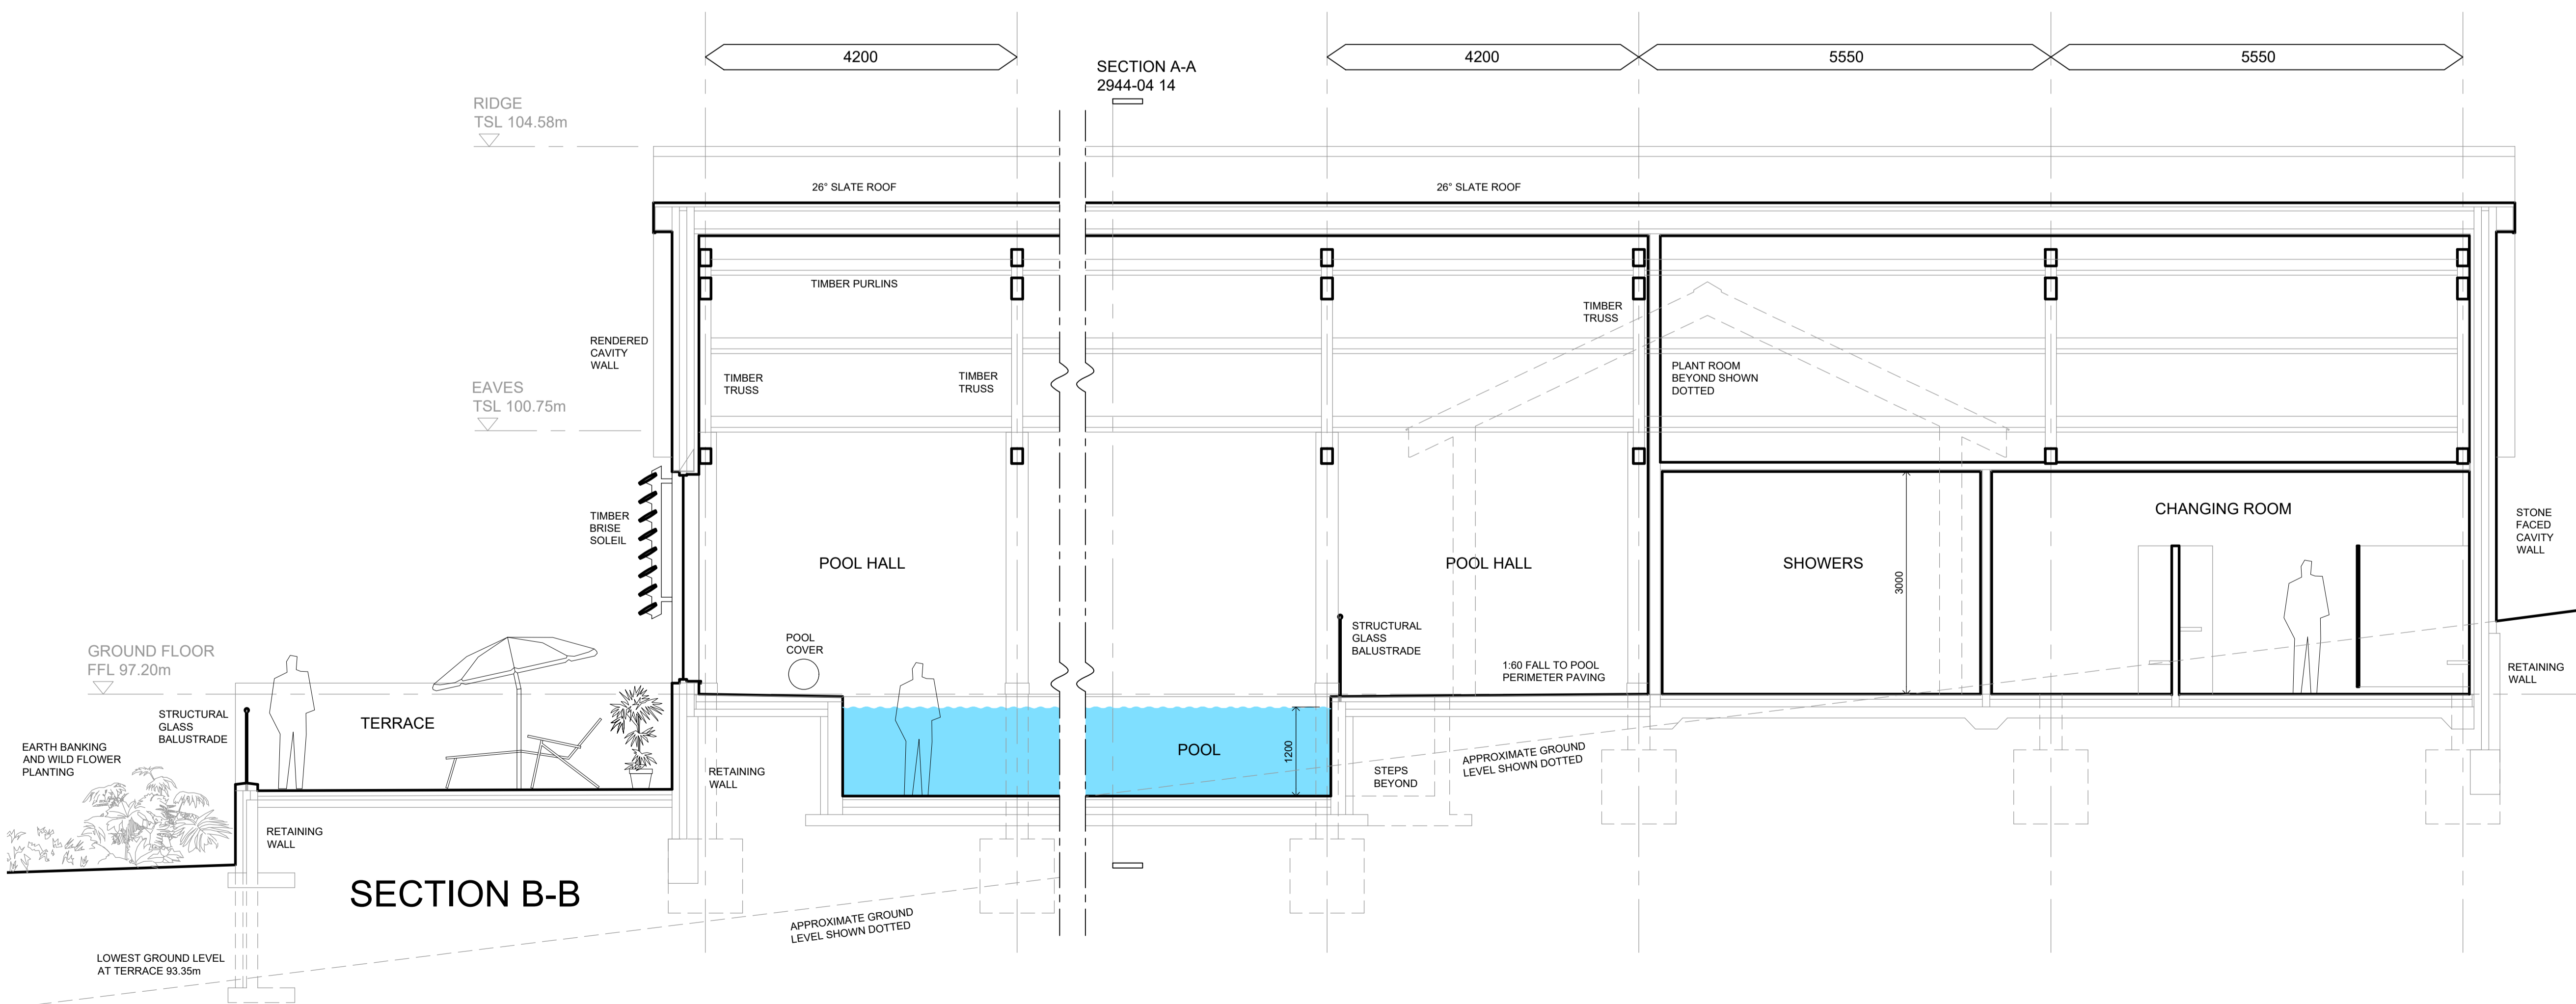 4200
4200
5550
5550
SECTION A-A
2944-04 14
RIDGE
TSL 104.58m
26° SLATE ROOF
26° SLATE ROOF
TIMBER PURLINS
TIMBER
TRUSS
RENDERED
CAVITY
WALL
PLANT ROOM
BEYOND SHOWN
DOTTED
TIMBER
TRUSS
TIMBER
TRUSS
EAVES
TSL 100.75m
TIMBER
BRISE
SOLEIL
CHANGING ROOM
STONE
FACED
CAVITY
WALL
POOL HALL
POOL HALL
SHOWERS
3000
POOL
COVER
STRUCTURAL
GLASS
BALUSTRADE
1:60 FALL TO POOL
PERIMETER PAVING
RETAINING
WALL
GROUND FLOOR
FFL 97.20m
STRUCTURAL
GLASS
BALUSTRADE
TERRACE
EARTH BANKING
AND WILD FLOWER
PLANTING
POOL
1200
APPROXIMATE GROUND
LEVEL SHOWN DOTTED
RETAINING
WALL
STEPS
BEYOND
RETAINING
WALL
SECTION B-B
APPROXIMATE GROUND
LEVEL SHOWN DOTTED
LOWEST GROUND LEVEL
AT TERRACE 93.35m